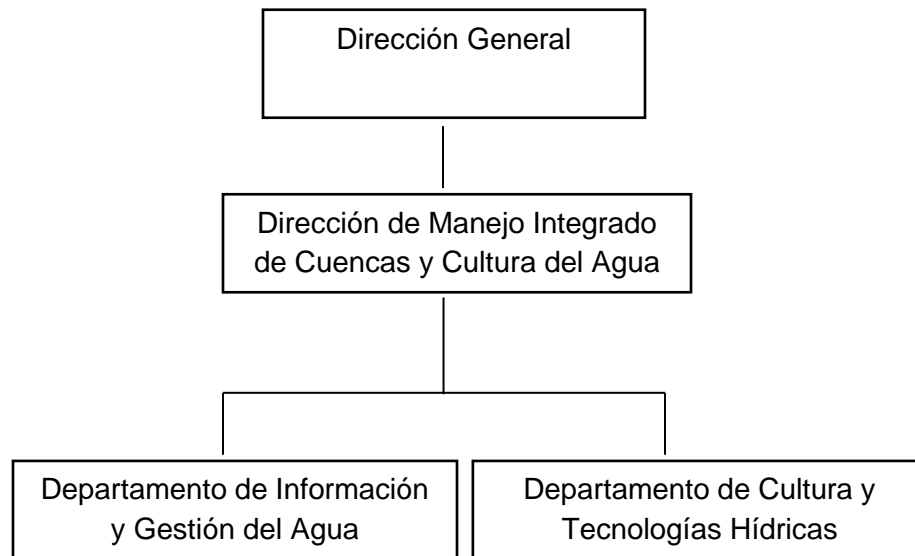 Dirección General
Dirección de Manejo Integrado
de Cuencas y Cultura del Agua
Departamento de Información
y Gestión del Agua
Departamento de Cultura y
Tecnologías Hídricas